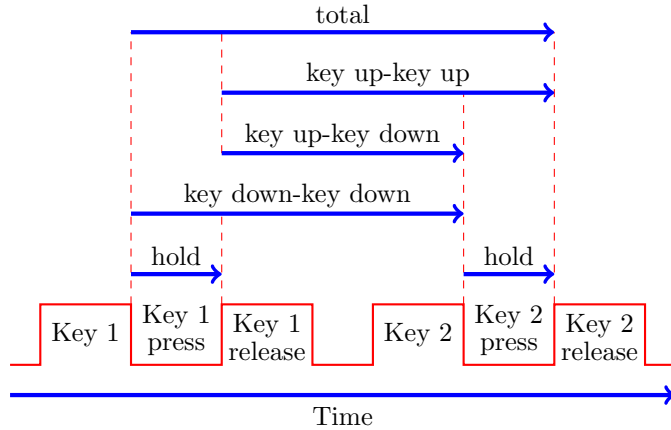 total
key up-key up
key up-key down
key down-key down
hold
hold
Key 1
Key 1
press
Key 1
release
Key 2
Key 2
press
Key 2
release
Time